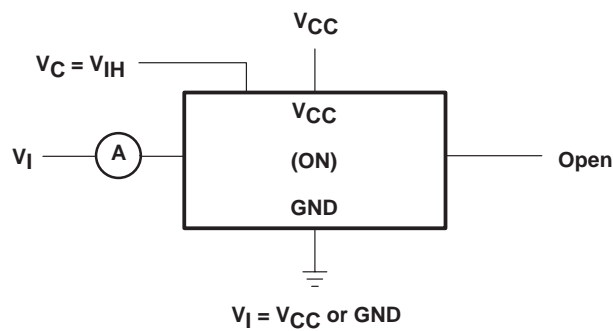 VCC
VC = VIH
VCC
VI
A
(ON)
Open
GND
VI = VCC or GND